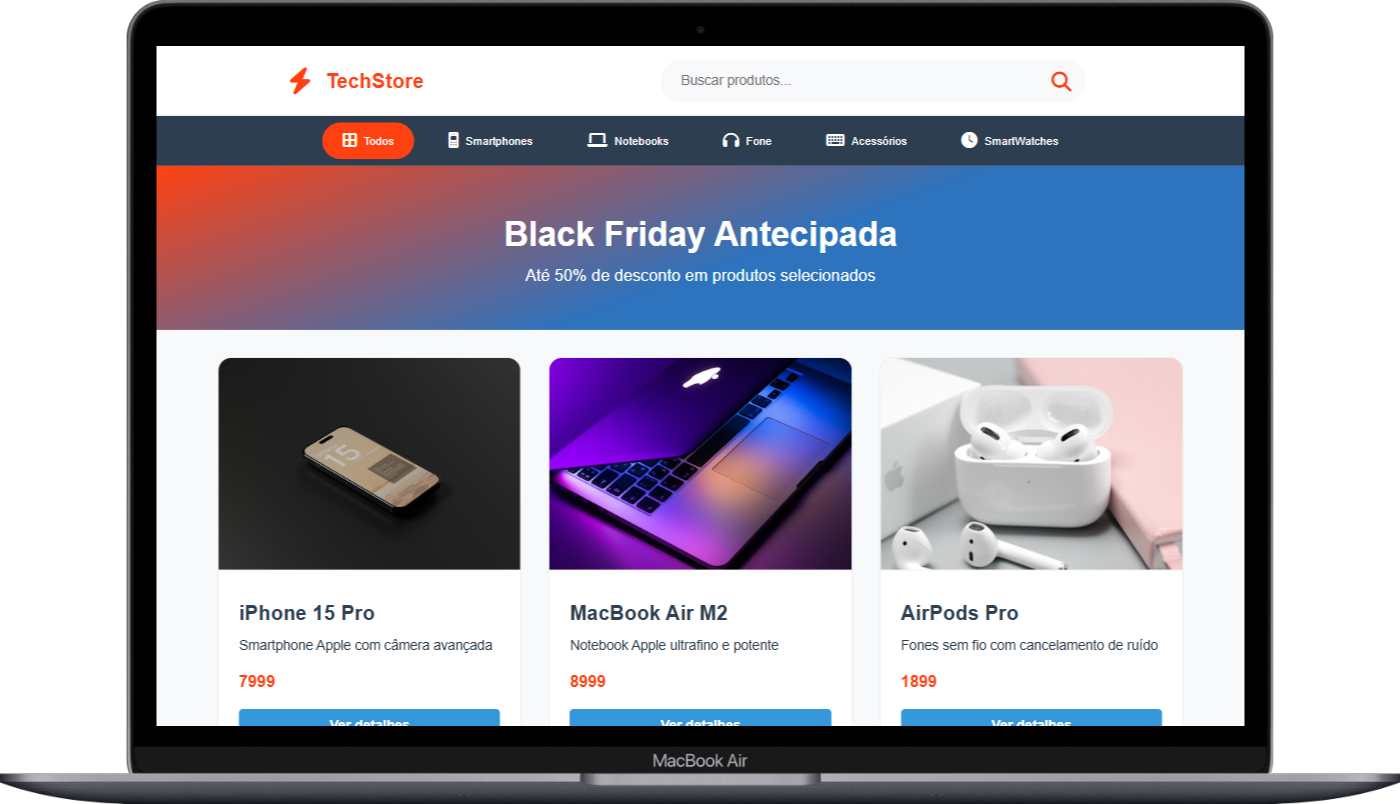 TechStore
Buscar produtos...
Todos
Smartphones
Notebooks
Fone
Acessórios
SmartWatches
Black Friday Antecipada
Até 50% de desconto em produtos selecionados
15
iPhone 15 Pro
Smartphone Apple com câmera avançada
7999
Ver detalhes
MacBook Air M2
Notebook Apple ultrafino e potente
8999
Ver detalhes
AirPods Pro
Fones sem fio com cancelamento de ruído
1899
Ver detalhes
MacBook Air